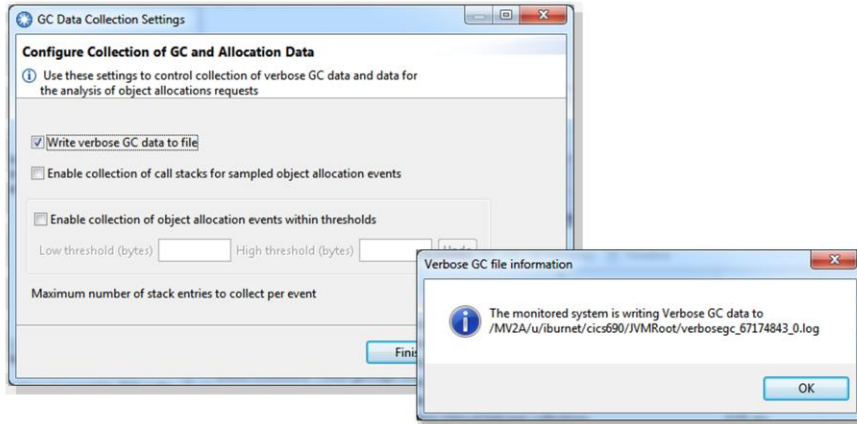 GC Data Collection Settings
Configure Collection of GC and Allocation Data
Use these settings to control collection of verbose GC data and data for
the analysis of object allocations requests
Write verbose GC data to file
Enable collection of call stacks for sampled object allocation events
Enable collection of object allocation events within thresholds
Low threshold (bytes) High threshold (bytes)
Maximum number of stack entries to collect per event
Verbose GC file information
The monitored system is writing Verbose GC data to
/MV2A/u/iburnet/cics690/JVMRoot/verbosegc_67174843_0.log
OK